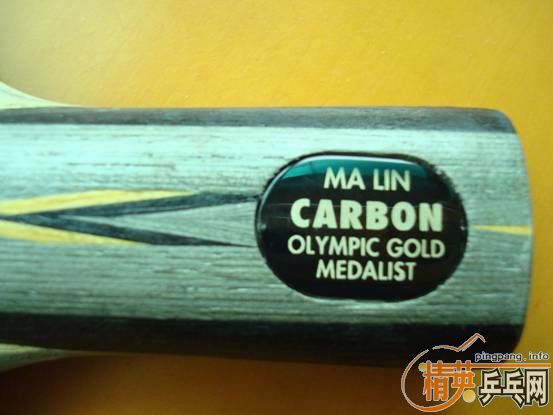 MA LIN
CARBON
OLYMPIC GOLD
MEDALIST
pingpang.info
精英乒乓网